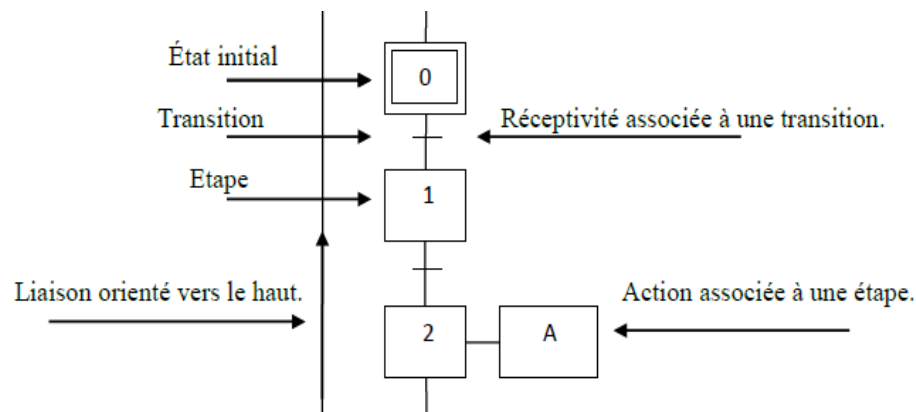 État initial
0
Transition
Réceptivité associée à une transition.
Etape
1
Liaison orienté vers le haut.
Action associée à une étape.
2
A